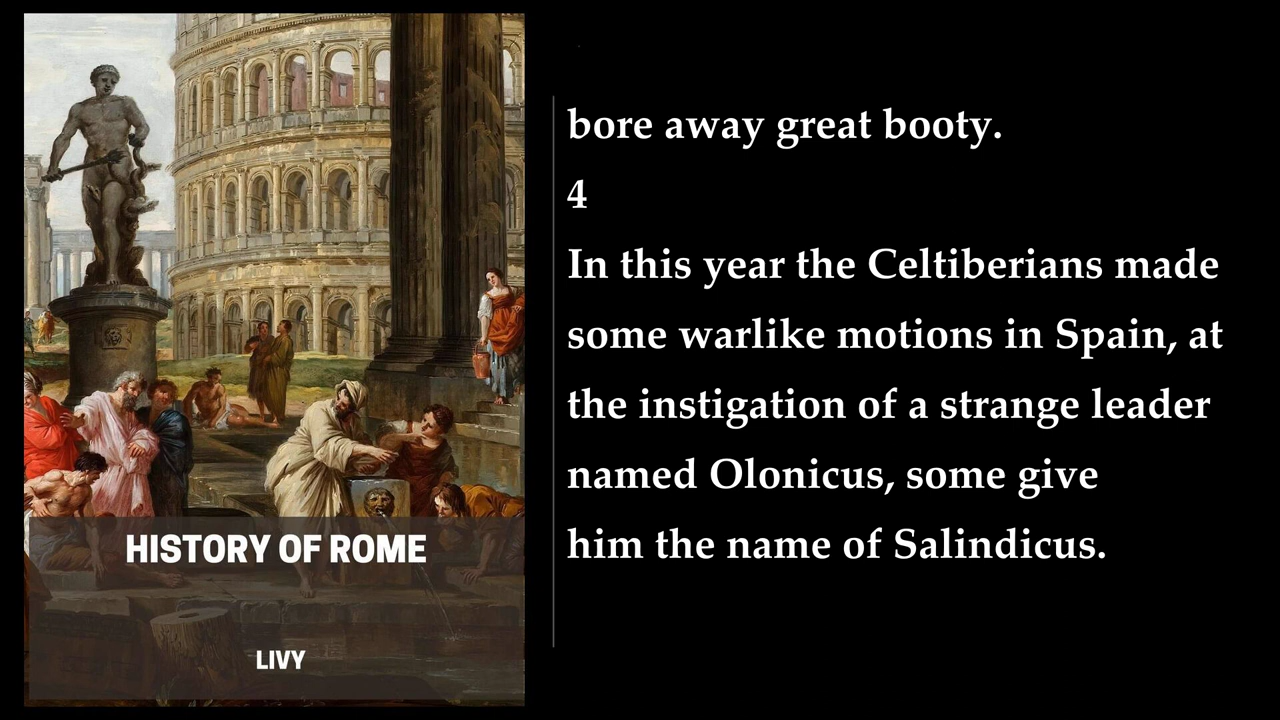 HISTORY OF ROME
LIVY
bore away great booty.
4
In this year the Celtiberians made
some warlike motions in Spain, at
the instigation of a strange leader
named Olonicus, some give
him the name of Salindicus.